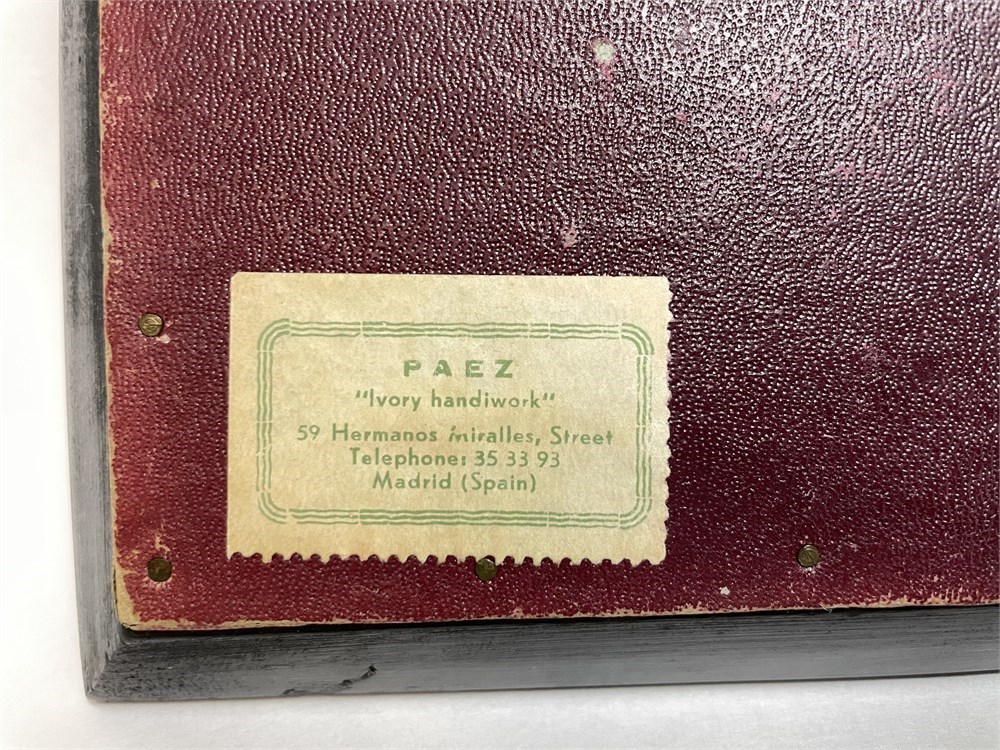 PAEZ
"Ivory handiwork"
59 Hermanos miralles, Street
Telephone: 35 33 93
Madrid (Spain)